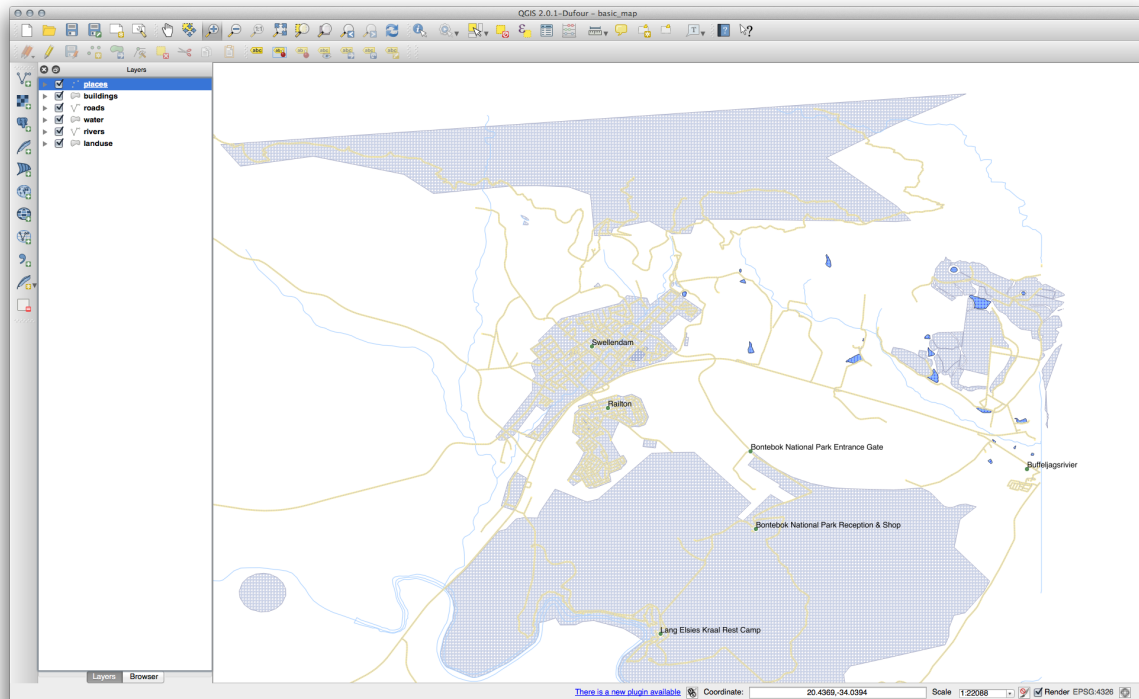 QGIS 2.0.1-Dufour - basic_map
Layers
places
buildings
roads
water
rivers
landuse
Swellendam
Railton
Bontebok National Park Entrance Gate
Buffeljagsrivier
Bontebok National Park Reception & Shop
Lang Elsies Kraal Rest Camp
Layers Browser
There is a new plugin available Coordinate: 20.4369,-34.0394 Scale 1:22088 Render EPSG:4326